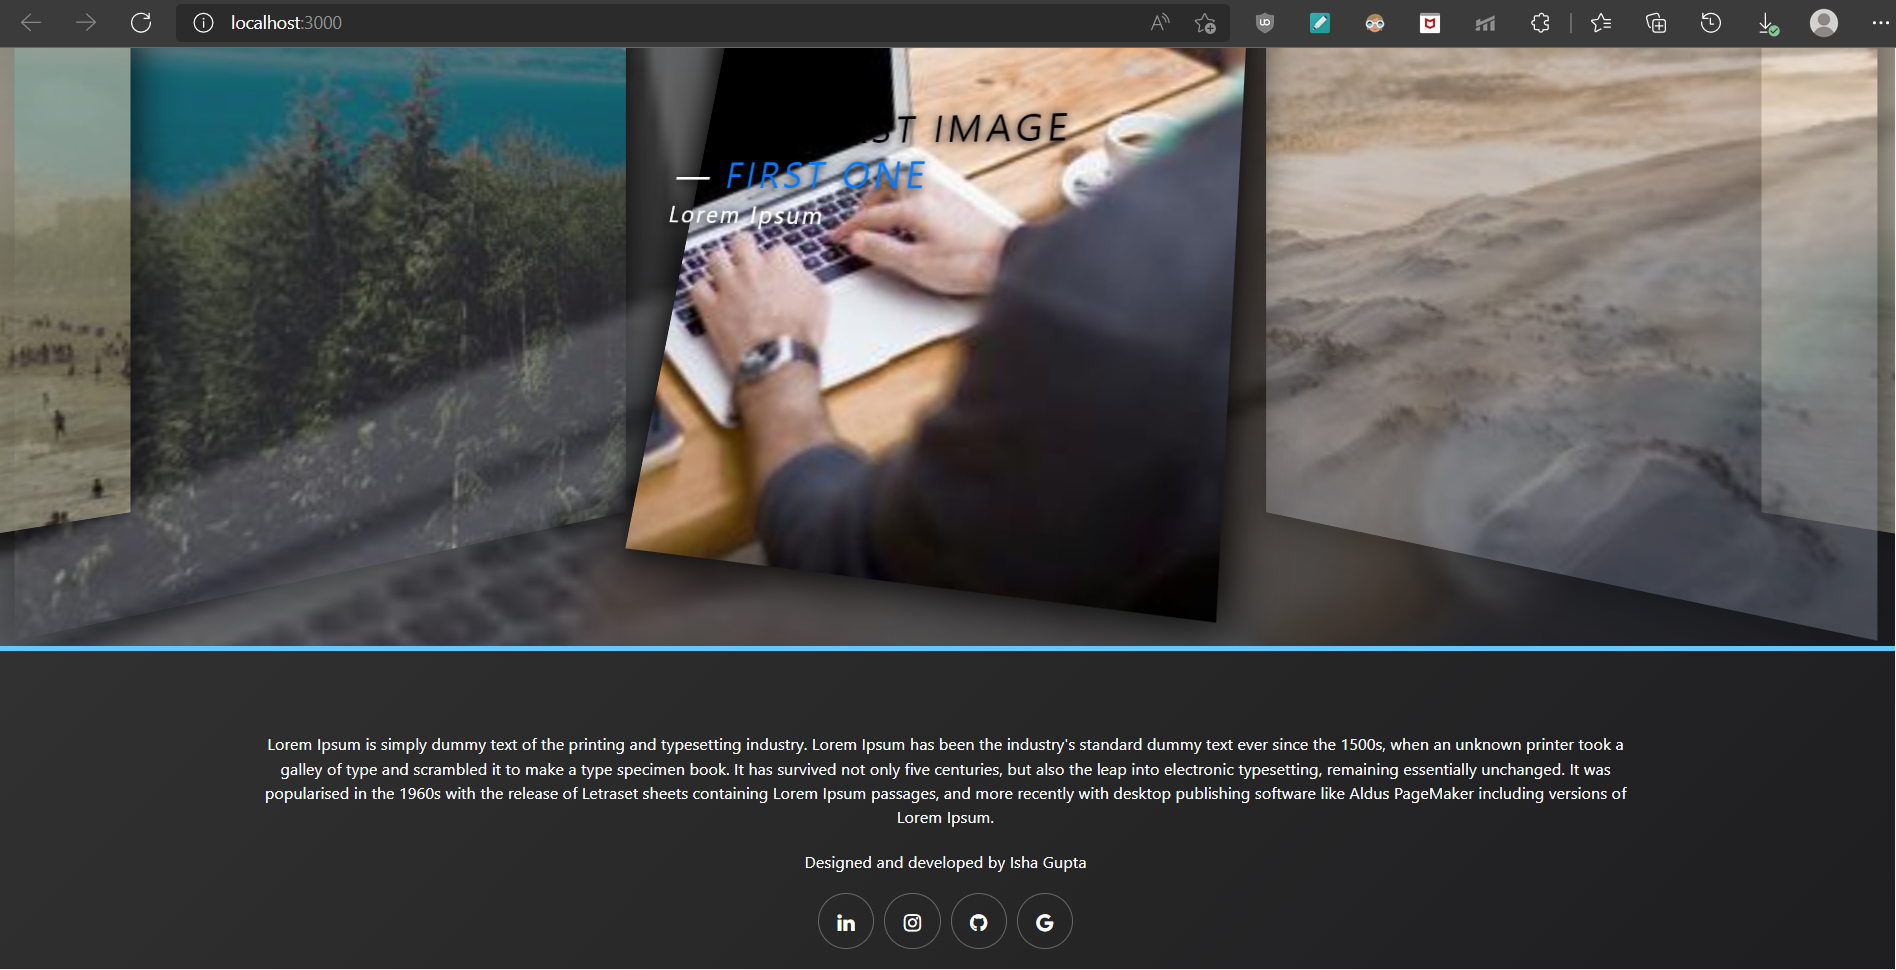 localhost:3000
IMAGE
— FIRST ONE
Lorem Ipsum
Lorem Ipsum is simply dummy text of the printing and typesetting industry. Lorem Ipsum has been the industry's standard dummy text ever since the 1500s, when an unknown printer took a
galley of type and scrambled it to make a type specimen book. It has survived not only five centuries, but also the leap into electronic typesetting, remaining essentially unchanged. It was
popularised in the 1960s with the release of Letraset sheets containing Lorem Ipsum passages, and more recently with desktop publishing software like Aldus PageMaker including versions of
Lorem Ipsum.
Designed and developed by Isha Gupta